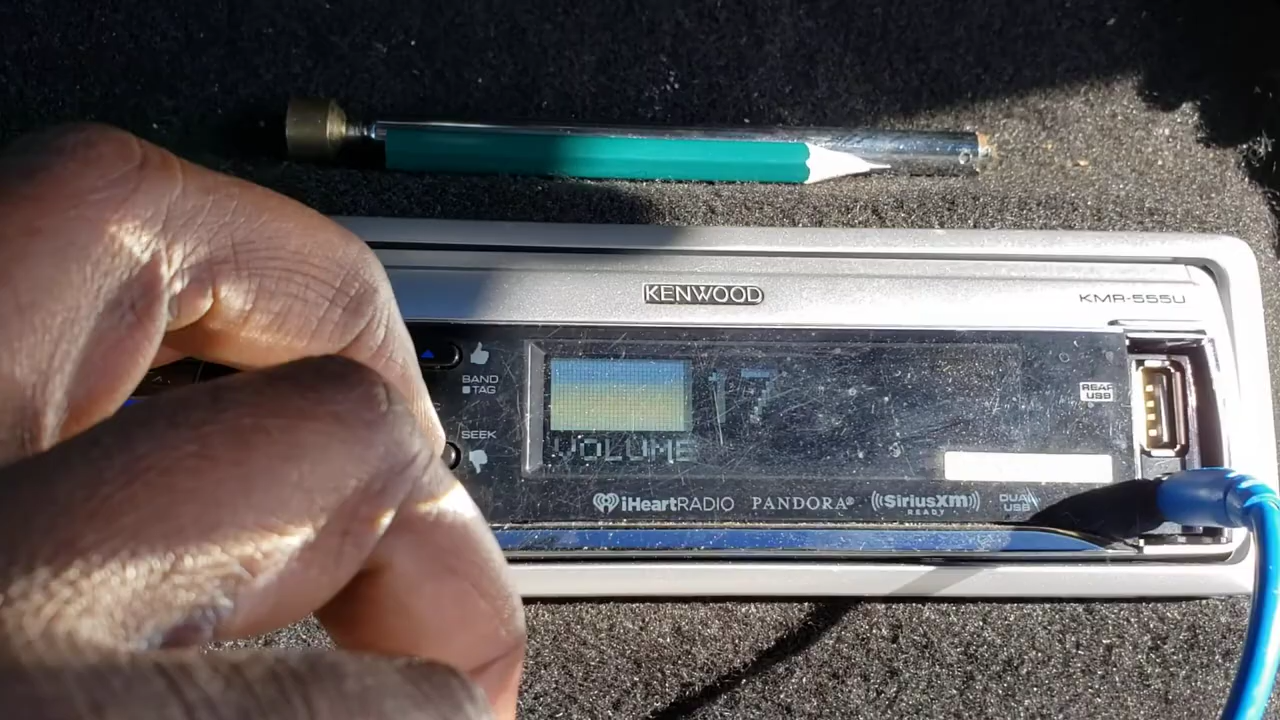 KENWOOD
KMR-555U
BAND
TAG
REAR
USB
17
SEEK
VOLUME
iHeartRADIO
PANDORA®
((SiriusXM))
READY
DUAL
USB